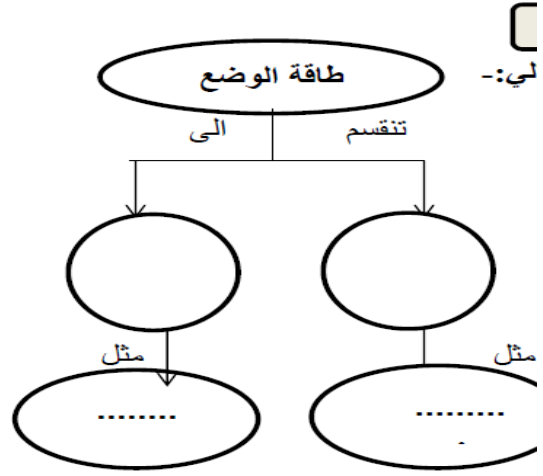 لي:-
طاقة الوضع
تنقسم الى
مثل مثل
......... ........